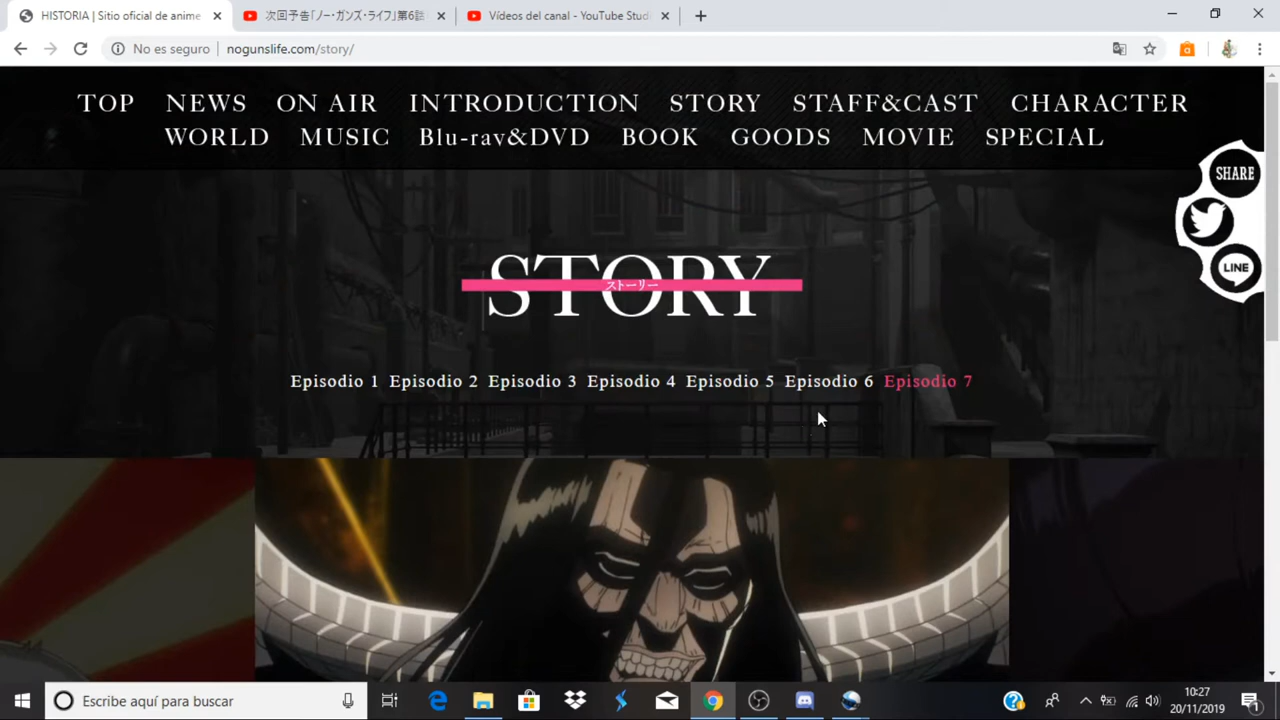 HISTORIA | Sitio oficial de anime
次回予告「ノー・ガンズ・ライフ」第6話
Vídeos del canal - YouTube Stud
No es seguro
nogunslife.com/story/
TOP NEWS ON AIR INTRODUCTION STORY STAFF&CAST CHARACTER
WORLD MUSIC Blu-ray&DVD BOOK GOODS MOVIE SPECIAL
SHARE
LINE
STORY
ストーリー
Episodio 1 Episodio 2 Episodio 3 Episodio 4 Episodio 5 Episodio 6 Episodio 7
Escribe aquí para buscar
10:27
20/11/2019
1